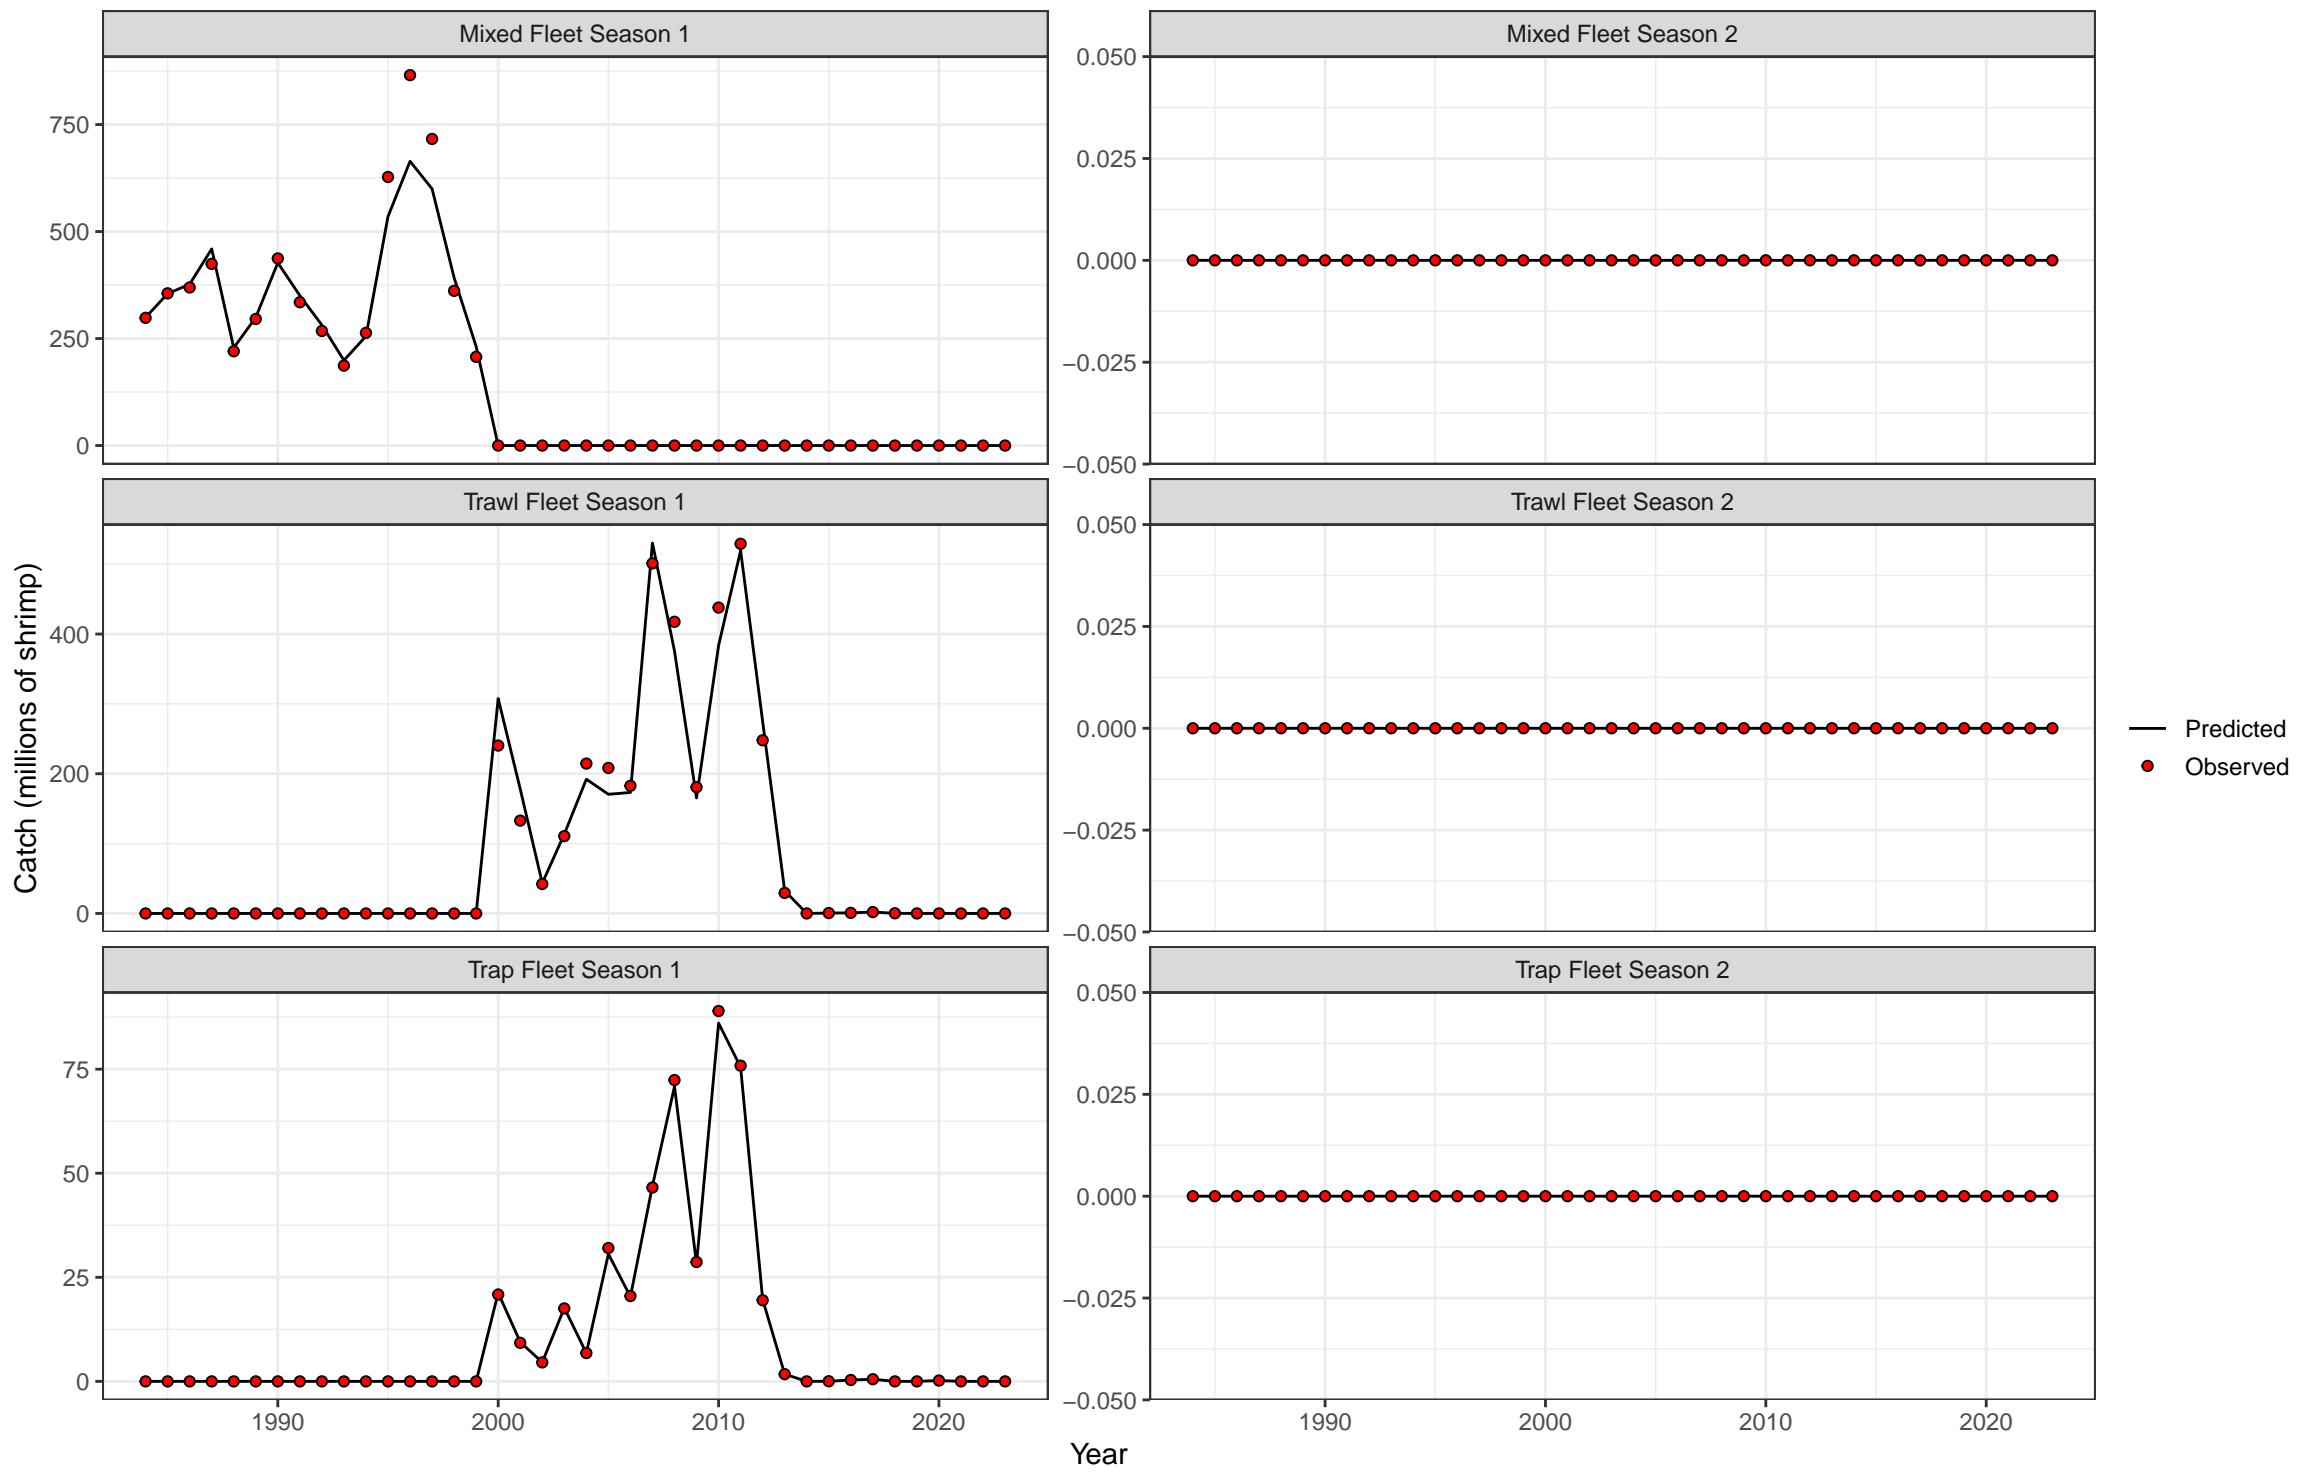 Mixed Fleet Season 1
Mixed Fleet Season 2
750
500
250
0
0.050
0.025
0.000
−0.025
−0.050
Trawl Fleet Season 1
Trawl Fleet Season 2
400
200
0
0.050
0.025
0.000
−0.025
−0.050
Trap Fleet Season 1
Trap Fleet Season 2
75
50
25
0
0.050
0.025
0.000
−0.025
−0.050
1990 2000 2010 2020
1990 2000 2010 2020
Year
Catch (millions of shrimp)
Predicted
Observed